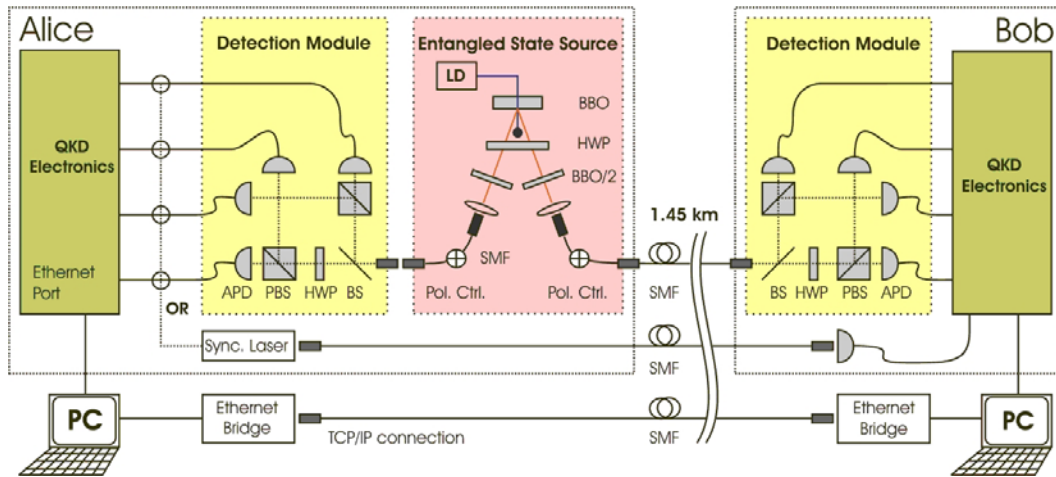 Alice
Bob
Detection Module
Entangled State Source
Detection Module
LD
BBO
HWP
BBO/2
QKD
Electronics
QKD
Electronics
1.45 km
SMF
Ethernet
Port
APD
PBS
HWP
BS
Pol. Ctrl.
Pol. Ctrl.
SMF
BS
HWP
PBS
APD
OR
Sync. Laser
SMF
PC
Ethernet
Bridge
TCP/IP connection
SMF
Ethernet
Bridge
PC